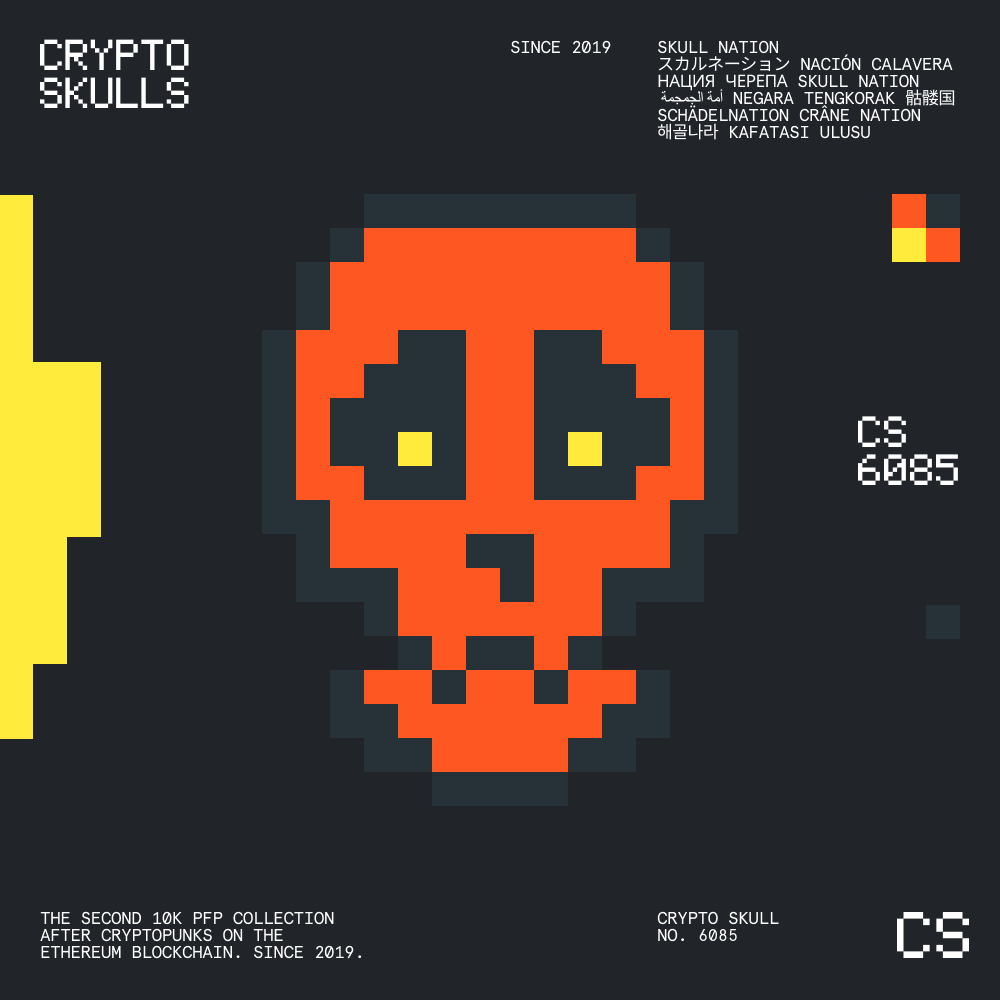 CRYPTO
SKULLS
SINCE 2019
SKULL NATION
スカルネーション NACIÓN CALAVERA
НАЦИЯ ЧЕРЕПА SKULL NATION
أمة الجمجمة NEGARA TENGKORAK 骷髅国
SCHÄDELNATION CRÂNE NATION
해골나라 KAFATASI ULUSU
CS
6085
THE SECOND 10K PFP COLLECTION
AFTER CRYPTOPUNKS ON THE
ETHEREUM BLOCKCHAIN. SINCE 2019.
CRYPTO SKULL
NO. 6085
CS